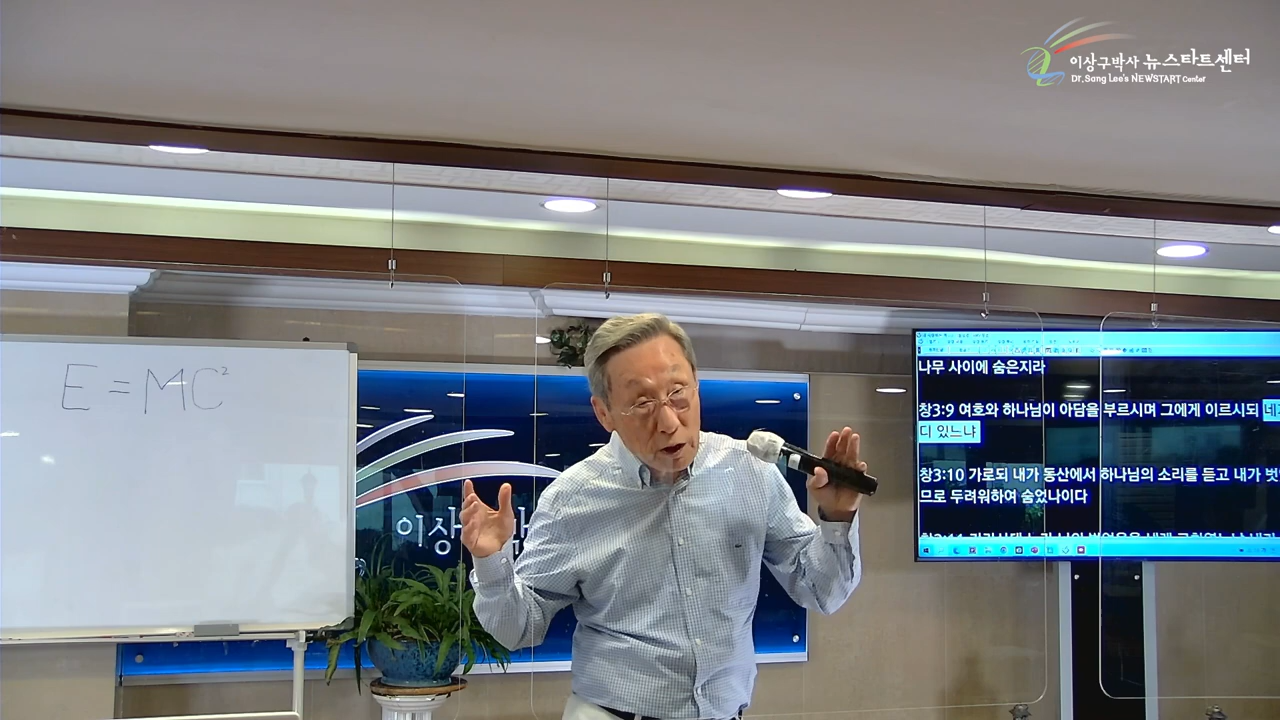 이상구박사 뉴스타트센터
Dr. Sang Lee's NEWSTART Center
E = MC²
이상
나무 사이에 숨은지라
창3:9 여호와 하나님이 아담을 부르시며 그에게 이르시되 네
디 있느냐
창3:10 가로되 내가 동산에서 하나님의 소리를 듣고 내가 벗
므로 두려워하여 숨었나이다